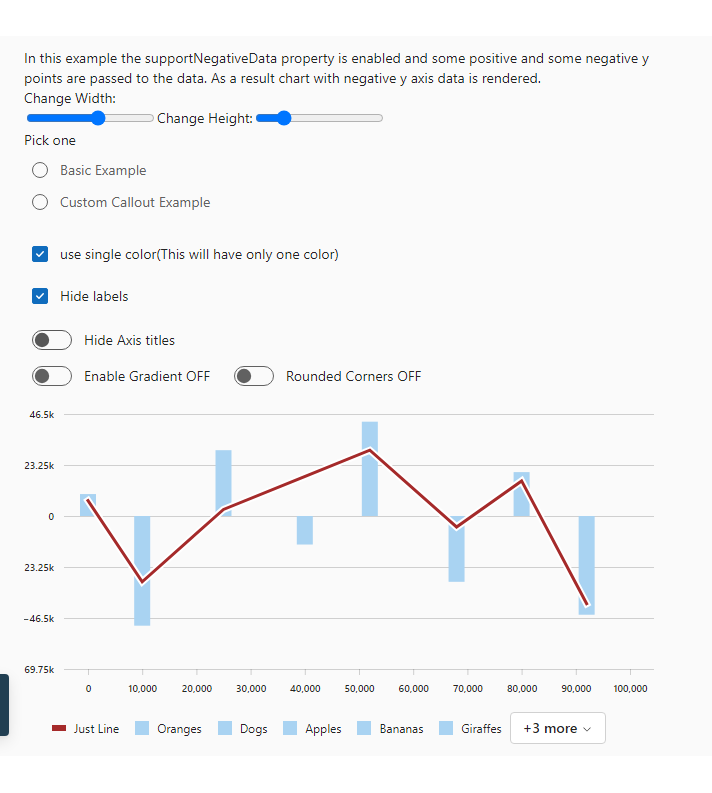 In this example the supportNegativeData property is enabled and some positive and some negative y
points are passed to the data. As a result chart with negative y axis data is rendered.
Change Width:
Change Height:
Pick one
Basic Example
Custom Callout Example
use single color(This will have only one color)
Hide labels
Hide Axis titles
Enable Gradient OFF Rounded Corners OFF
46.5k
23.25k
0
23.25k
-46.5k
69.75k
0 10,000 20,000 30,000 40,000 50,000 60,000 70,000 80,000 90,000 100,000
Just Line Oranges Dogs Apples Bananas Giraffes +3 more